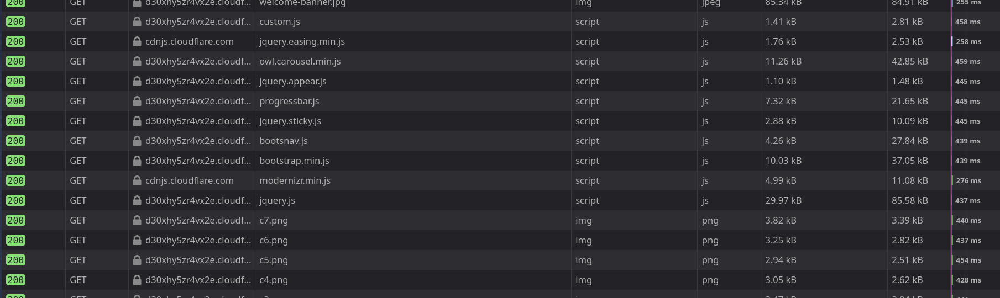 200 GET d30xhy5zr4vx2e.cloudf... welcome-banner.jpg img jpeg 85.34 kB 84.91 kB 255 ms
200 GET d30xhy5zr4vx2e.cloudf... custom.js script js 1.41 kB 2.81 kB 458 ms
200 GET cdnjs.cloudflare.com jquery.easing.min.js script js 1.76 kB 2.53 kB 258 ms
200 GET d30xhy5zr4vx2e.cloudf... owl.carousel.min.js script js 11.26 kB 42.85 kB 459 ms
200 GET d30xhy5zr4vx2e.cloudf... jquery.appear.js script js 1.10 kB 1.48 kB 445 ms
200 GET d30xhy5zr4vx2e.cloudf... progressbar.js script js 7.32 kB 21.65 kB 445 ms
200 GET d30xhy5zr4vx2e.cloudf... jquery.sticky.js script js 2.88 kB 10.09 kB 445 ms
200 GET d30xhy5zr4vx2e.cloudf... bootsnav.js script js 4.26 kB 27.84 kB 439 ms
200 GET d30xhy5zr4vx2e.cloudf... bootstrap.min.js script js 10.03 kB 37.05 kB 439 ms
200 GET cdnjs.cloudflare.com modernizr.min.js script js 4.99 kB 11.08 kB 276 ms
200 GET d30xhy5zr4vx2e.cloudf... jquery.js script js 29.97 kB 85.58 kB 437 ms
200 GET d30xhy5zr4vx2e.cloudf... c7.png img png 3.82 kB 3.39 kB 440 ms
200 GET d30xhy5zr4vx2e.cloudf... c6.png img png 3.25 kB 2.82 kB 437 ms
200 GET d30xhy5zr4vx2e.cloudf... c5.png img png 2.94 kB 2.51 kB 454 ms
200 GET d30xhy5zr4vx2e.cloudf... c4.png img png 3.05 kB 2.62 kB 428 ms